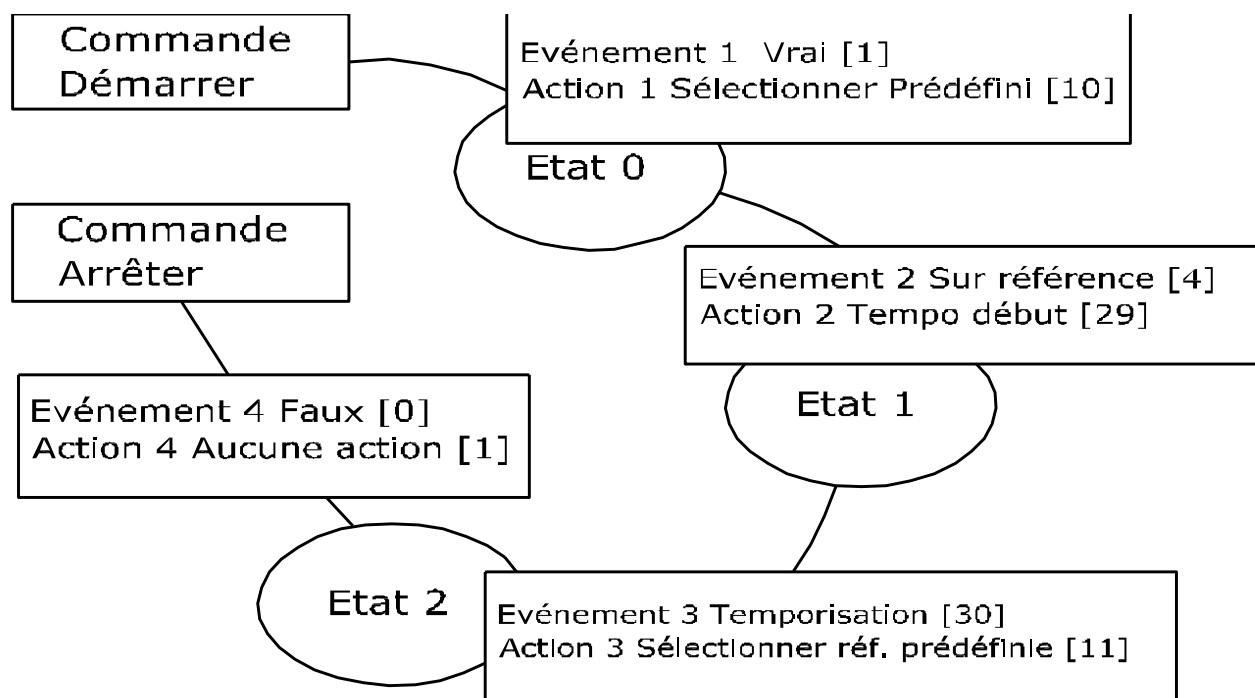 Commande
Démarrer
Evénement 1 Vrai [1]
Action 1 Sélectionner Prédéfini [10]
Etat 0
Commande
Arrêter
Evénement 2 Sur référence [4]
Action 2 Tempo début [29]
Etat 1
Evénement 4 Faux [0]
Action 4 Aucune action [1]
Etat 2
Evénement 3 Temporisation [30]
Action 3 Sélectionner réf. prédéfinie [11]